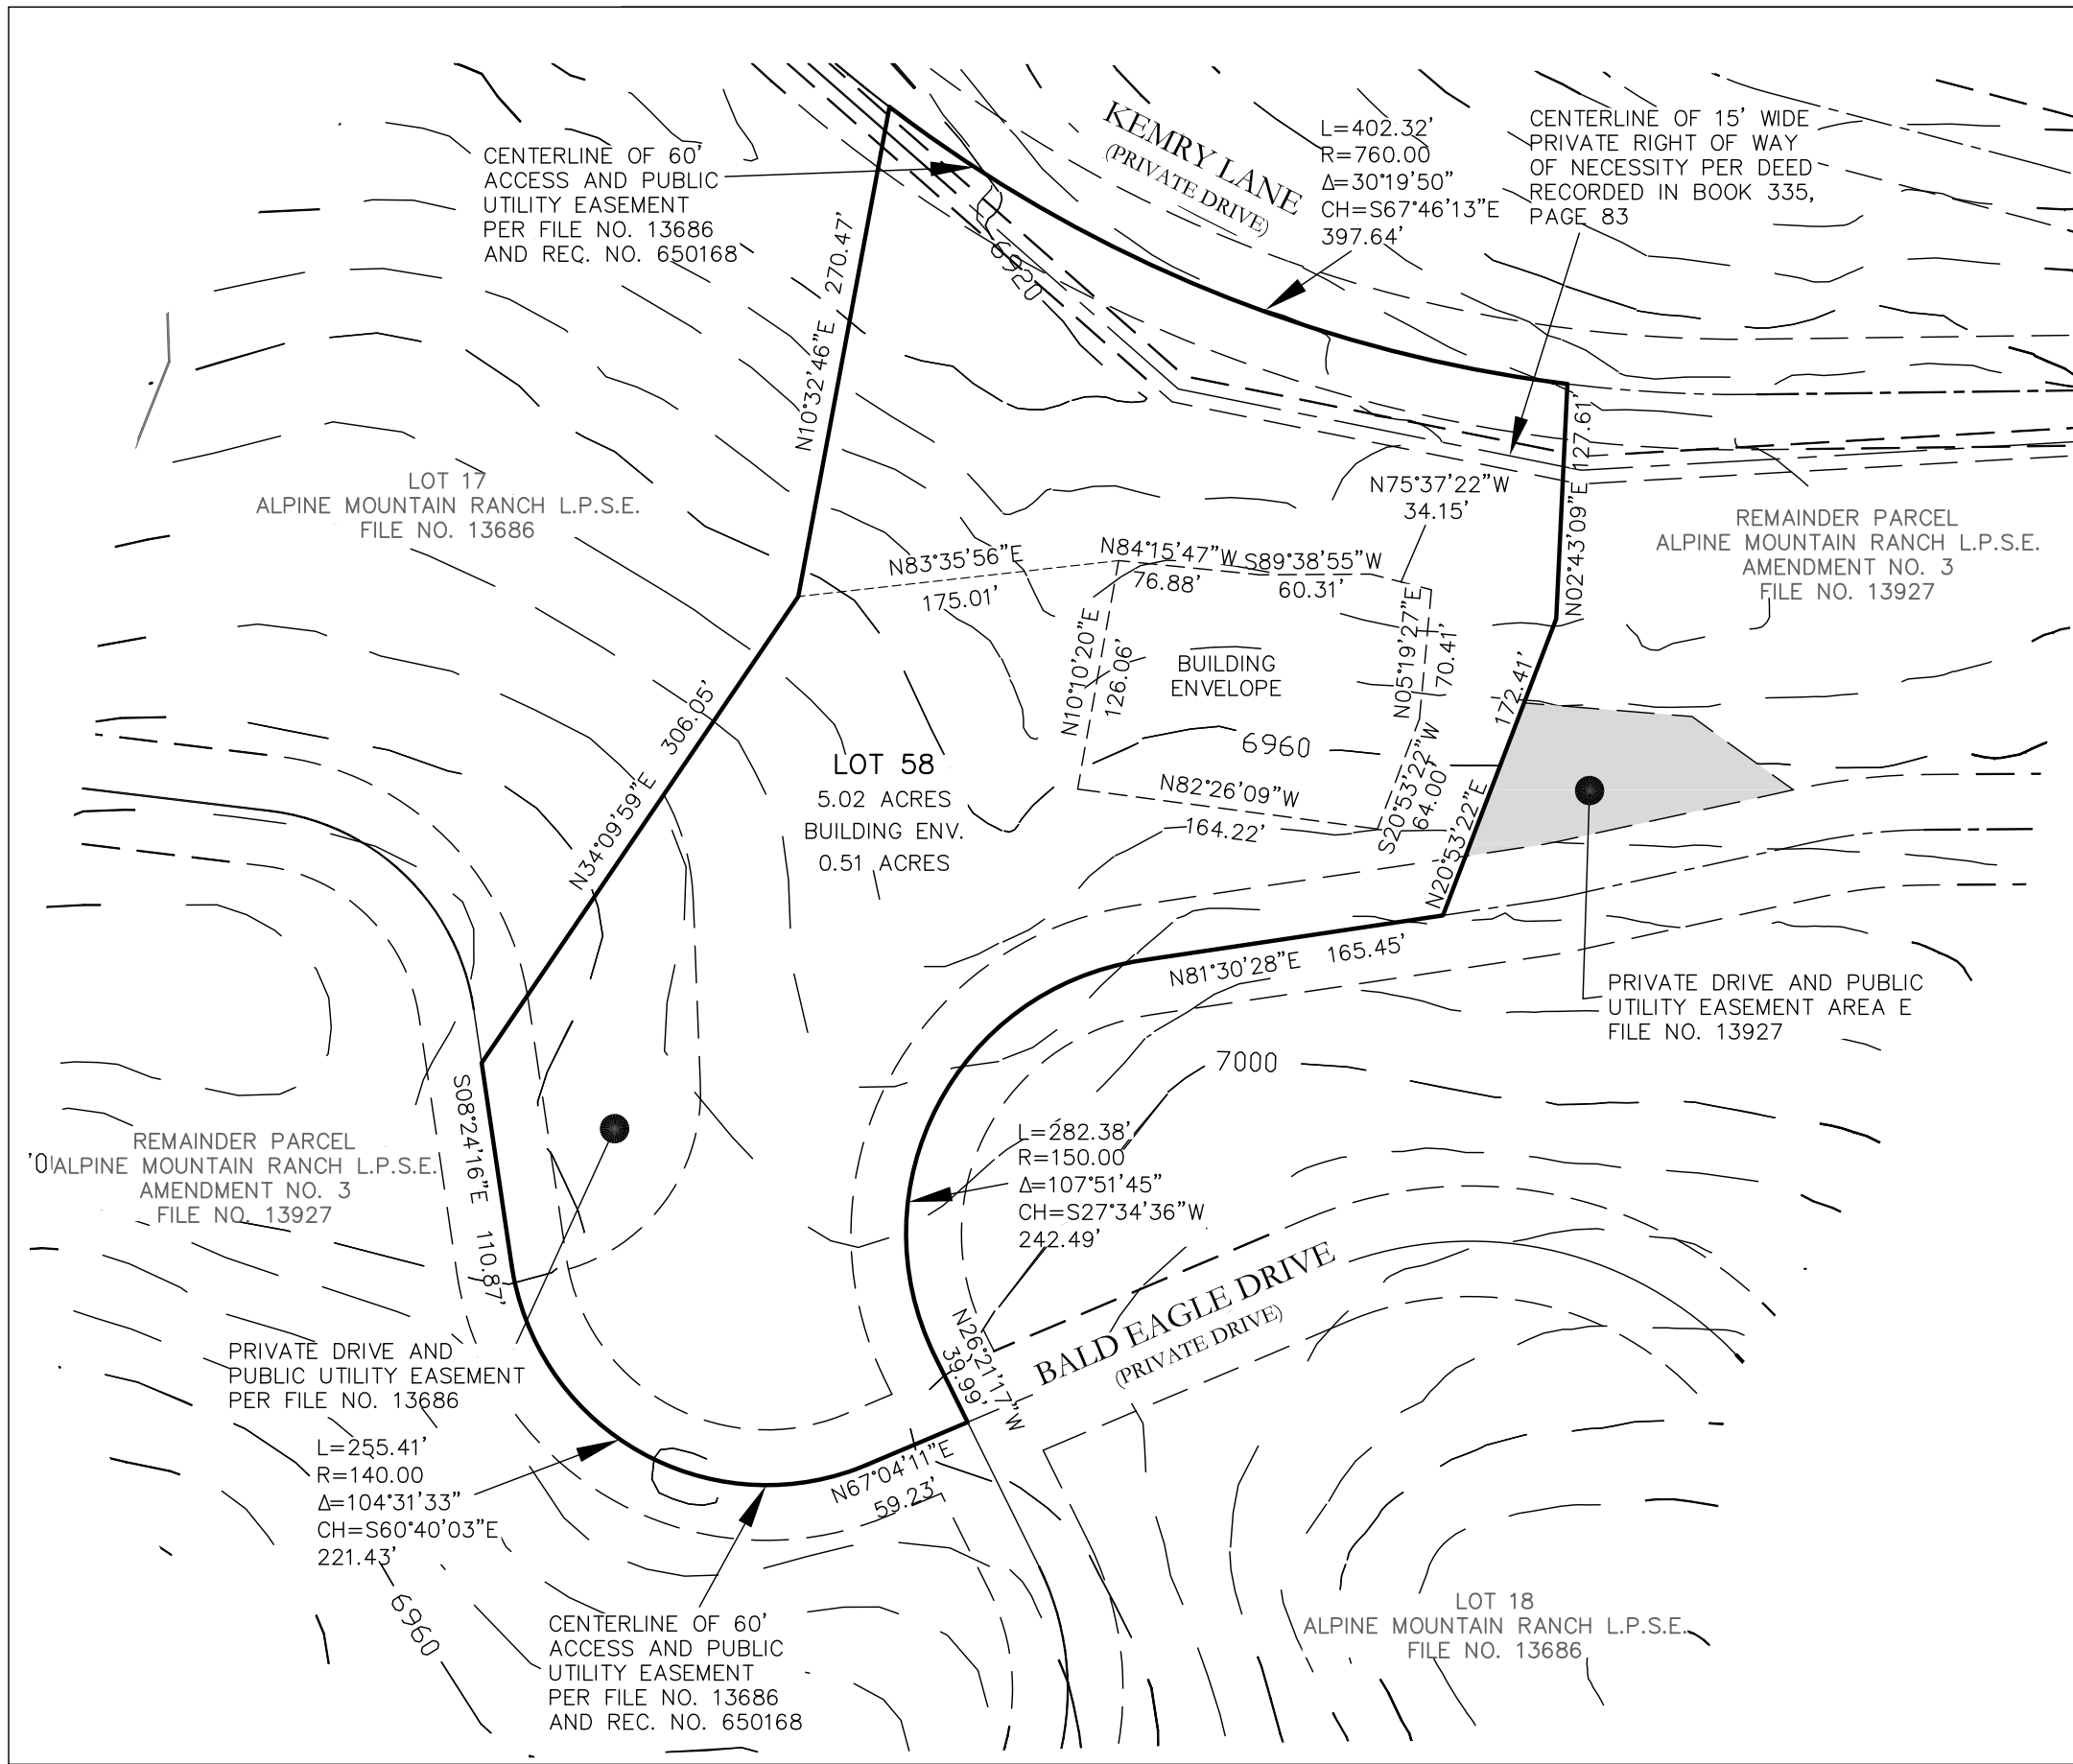 KEMRY LANE
(PRIVATE DRIVE)
L=402.32'
R=760.00
Δ=30°19'50"
CH=S67°46'13"E
397.64'
CENTERLINE OF 15' WIDE
PRIVATE RIGHT OF WAY
OF NECESSITY PER DEED
RECORDED IN BOOK 335,
PAGE 83
CENTERLINE OF 60'
ACCESS AND PUBLIC
UTILITY EASEMENT
PER FILE NO. 13686
AND REC. NO. 650168
6920
N10°32'46"E 270.47'
N02°43'09"E 127.61'
LOT 17
ALPINE MOUNTAIN RANCH L.P.S.E.
FILE NO. 13686
N75°37'22"W
34.15'
REMAINDER PARCEL
ALPINE MOUNTAIN RANCH L.P.S.E.
AMENDMENT NO. 3
FILE NO. 13927
N83°35'56"E
175.01'
N84°15'47"W
76.88'
S89°38'55"W
60.31'
N10°10'20"E
126.06'
BUILDING
ENVELOPE
N05°19'27"E
70.41'
172.41'
N20°53'22"E
6960
S20°53'22"W
64.00'
N82°26'09"W
164.22'
N34°09'59"E 306.05'
LOT 58
5.02 ACRES
BUILDING ENV.
0.51 ACRES
N81°30'28"E 165.45'
PRIVATE DRIVE AND PUBLIC
UTILITY EASEMENT AREA E
FILE NO. 13927
7000
S08°24'16"E 110.87'
REMAINDER PARCEL
'0 ALPINE MOUNTAIN RANCH L.P.S.E.
AMENDMENT NO. 3
FILE NO. 13927
L=282.38'
R=150.00
Δ=107°51'45"
CH=S27°34'36"W
242.49'
BALD EAGLE DRIVE
(PRIVATE DRIVE)
N26°21'17"W
39.99'
PRIVATE DRIVE AND
PUBLIC UTILITY EASEMENT
PER FILE NO. 13686
L=255.41'
R=140.00
Δ=104°31'33"
CH=S60°40'03"E
221.43'
N67°04'11"E
59.23'
6960
CENTERLINE OF 60'
ACCESS AND PUBLIC
UTILITY EASEMENT
PER FILE NO. 13686
AND REC. NO. 650168
LOT 18
ALPINE MOUNTAIN RANCH L.P.S.E.
FILE NO. 13686